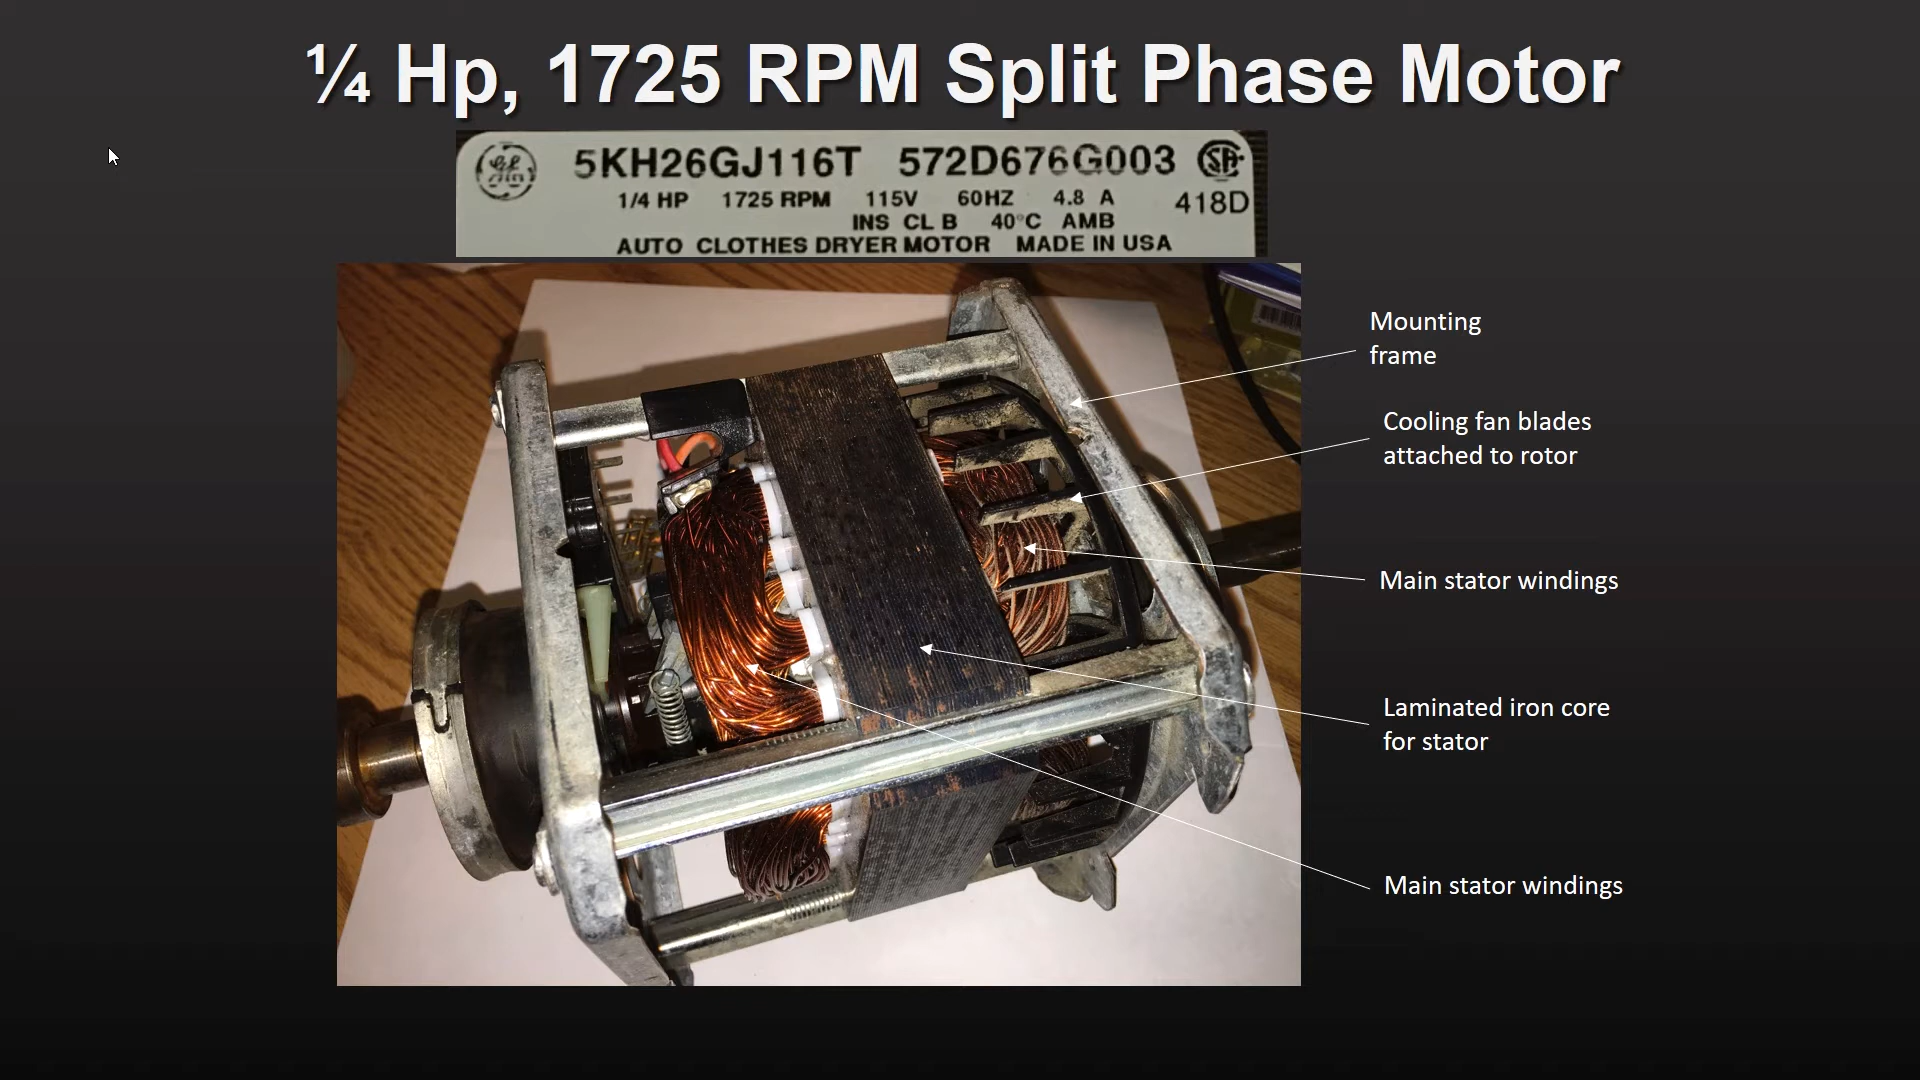 ¼ Hp, 1725 RPM Split Phase Motor
5KH26GJ116T 572D676G003
1/4 HP 1725 RPM 115V 60HZ 4.8 A 418D
INS CL B 40°C AMB
AUTO CLOTHES DRYER MOTOR MADE IN USA
Mounting
frame
Cooling fan blades
attached to rotor
Main stator windings
Laminated iron core
for stator
Main stator windings